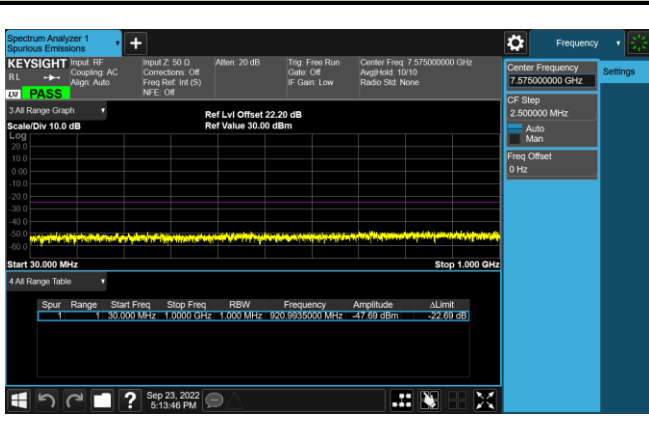 Spectrum Analyzer 1
Spurious Emissions
Frequency
KEYSIGHT
R L
LXI
PASS
Input: RF
Coupling: AC
Align: Auto
Input Z: 50 Ω
Corrections: Off
Freq Ref: Int (S)
NFE: Off
Atten: 20 dB
Trig: Free Run
Gate: Off
IF Gain: Low
Center Freq: 7.575000000 GHz
Avg|Hold: 10/10
Radio Std: None
Center Frequency
7.575000000 GHz
Settings
CF Step
2.500000 MHz
Auto
Man
Freq Offset
0 Hz
3 All Range Graph
Scale/Div 10.0 dB
Ref Lvl Offset 22.20 dB
Ref Value 30.00 dBm
Log
20.0
10.0
0.00
-10.0
-20.0
-30.0
-40.0
-50.0
-60.0
Start 30.000 MHz
Stop 1.000 GHz
4 All Range Table
Spur Range Start Freq Stop Freq RBW Frequency Amplitude ΔLimit
1 1 30.000 MHz 1.0000 GHz 1.000 MHz 920.9935000 MHz -47.69 dBm -22.69 dB
?
Sep 23, 2022
5:13:46 PM